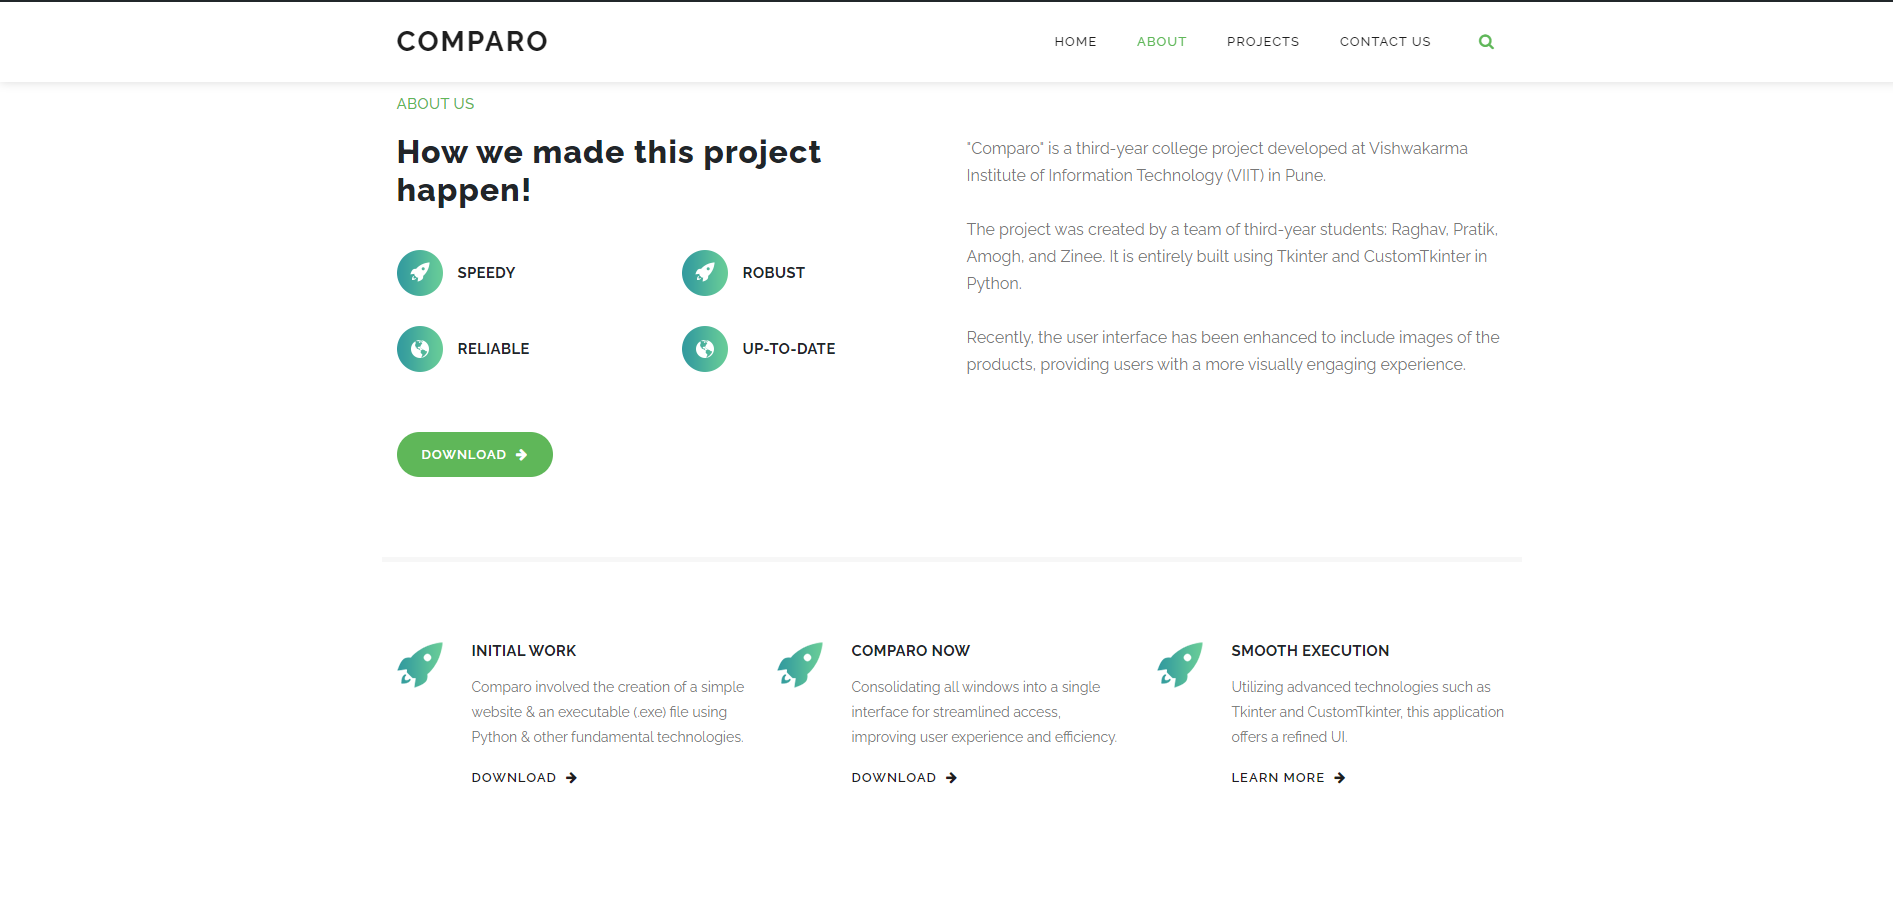 COMPARO
HOME ABOUT PROJECTS CONTACT US
ABOUT US
How we made this project
happen!
SPEEDY
ROBUST
RELIABLE
UP-TO-DATE
DOWNLOAD
"Comparo" is a third-year college project developed at Vishwakarma
Institute of Information Technology (VIIT) in Pune.
The project was created by a team of third-year students: Raghav, Pratik,
Amogh, and Zinee. It is entirely built using Tkinter and CustomTkinter in
Python.
Recently, the user interface has been enhanced to include images of the
products, providing users with a more visually engaging experience.
INITIAL WORK
Comparo involved the creation of a simple
website & an executable (.exe) file using
Python & other fundamental technologies.
DOWNLOAD
COMPARO NOW
Consolidating all windows into a single
interface for streamlined access,
improving user experience and efficiency.
DOWNLOAD
SMOOTH EXECUTION
Utilizing advanced technologies such as
Tkinter and CustomTkinter, this application
offers a refined UI.
LEARN MORE